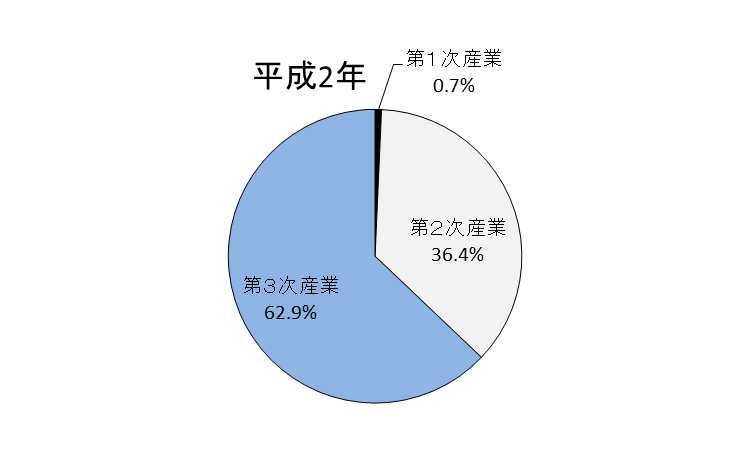 平成2年
第１次産業
0.7%
第２次産業
36.4%
第３次産業
62.9%